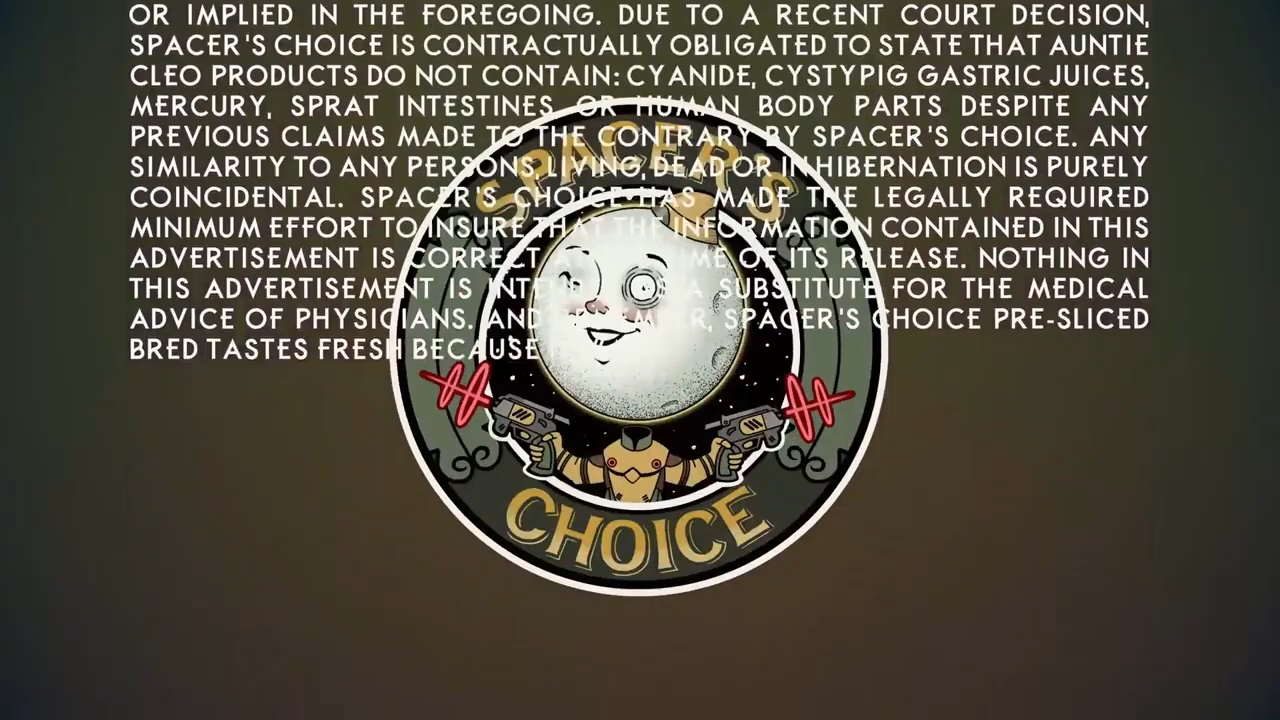 OR IMPLIED IN THE FOREGOING. DUE TO A RECENT COURT DECISION,
SPACER'S CHOICE IS CONTRACTUALLY OBLIGATED TO STATE THAT AUNTIE
CLEO PRODUCTS DO NOT CONTAIN: CYANIDE, CYSTYPIG GASTRIC JUICES,
MERCURY, SPRAT INTESTINES OR HUMAN BODY PARTS DESPITE ANY
PREVIOUS CLAIMS MADE TO THE CONTRARY BY SPACER'S CHOICE. ANY
SIMILARITY TO ANY PERSONS LIVING, DEAD OR IN HIBERNATION IS PURELY
COINCIDENTAL. SPACER'S CHOICE HAS MADE THE LEGALLY REQUIRED
MINIMUM EFFORT TO INSURE THAT THE INFORMATION CONTAINED IN THIS
ADVERTISEMENT IS CORRECT AT TIME OF ITS RELEASE. NOTHING IN
THIS ADVERTISEMENT IS INTENDED AS A SUBSTITUTE FOR THE MEDICAL
ADVICE OF PHYSICIANS. AND REMEMBER, SPACER'S CHOICE PRE-SLICED
BRED TASTES FRESH BECAUSE
SPACER'S
CHOICE